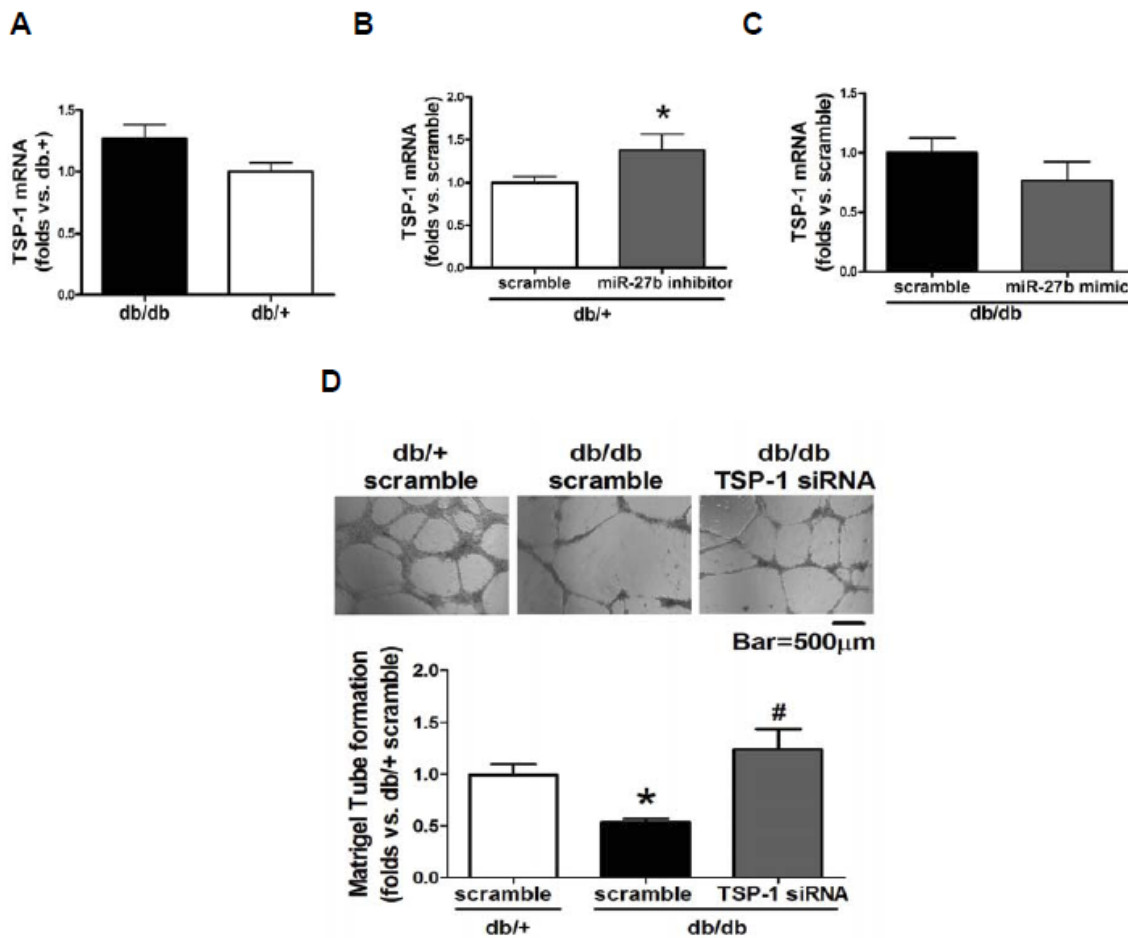 A
B
C
TSP-1 mRNA
(folds vs. db.+)
1.5
1.0
0.5
0.0
db/db
db/+
TSP-1 mRNA
(folds vs. scramble)
2.0
1.5
1.0
0.5
0.0
*
scramble
miR-27b inhibitor
db/+
TSP-1 mRNA
(folds vs. scramble)
1.5
1.0
0.5
0.0
scramble
miR-27b mimic
db/db
D
db/+
scramble
db/db
scramble
db/db
TSP-1 siRNA
Bar=500μm
Matrigel Tube formation
(folds vs. db/+ scramble)
2.0
1.5
1.0
0.5
0.0
*
#
scramble
scramble
TSP-1 siRNA
db/+
db/db